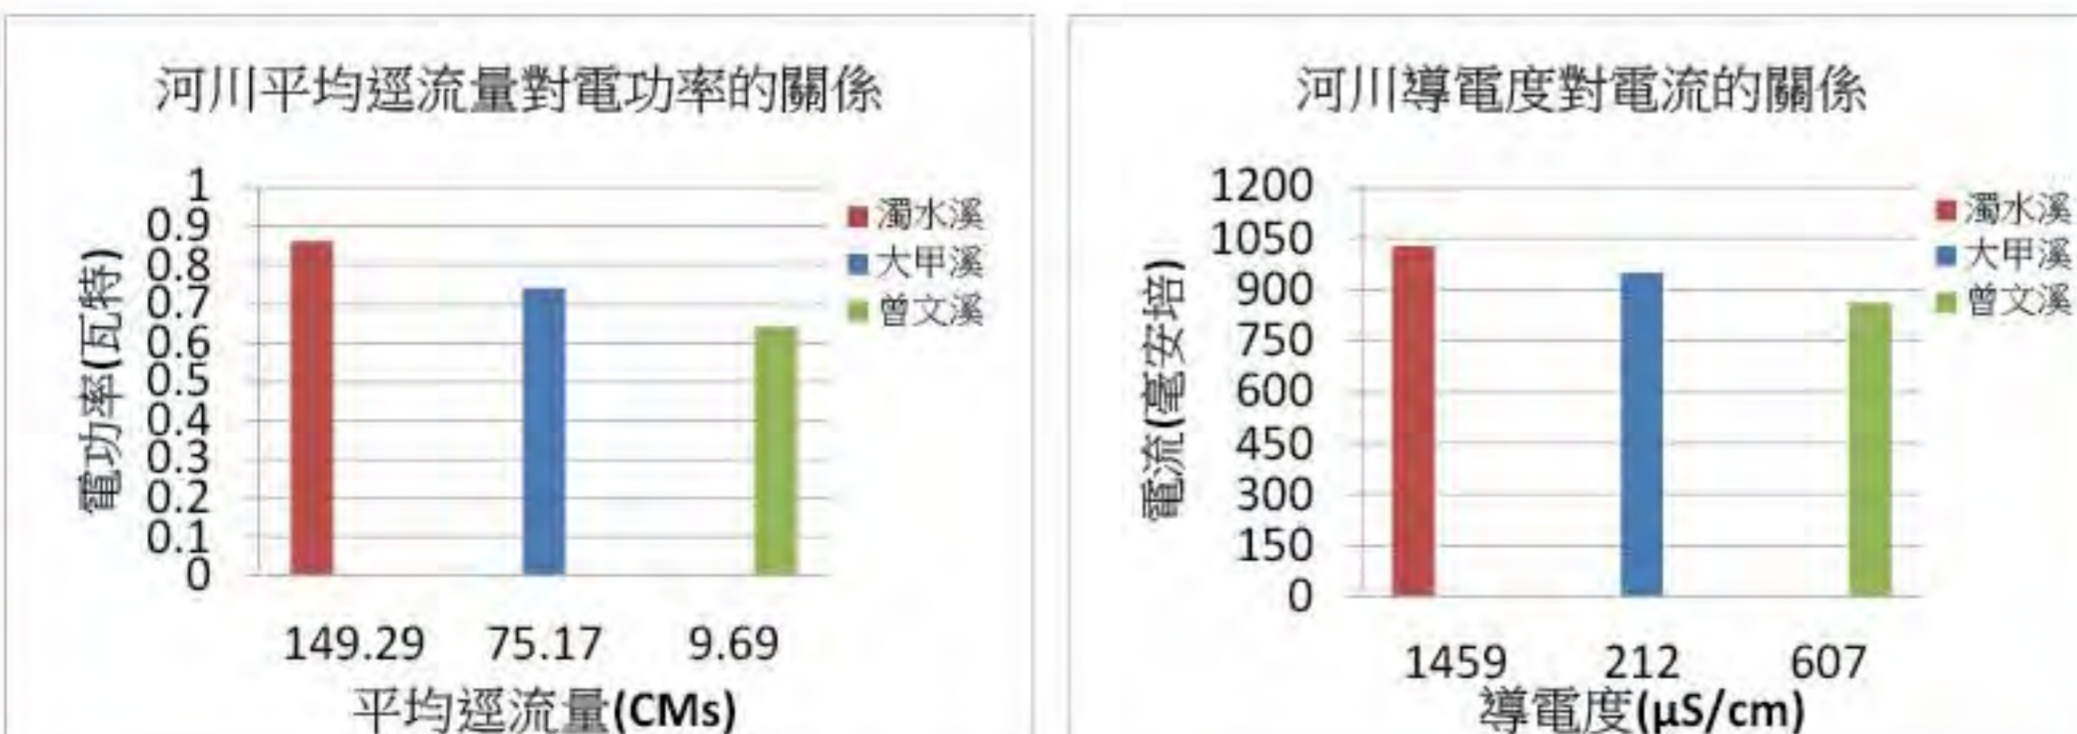 河川平均逕流量對電功率的關係
電功率(瓦特)
1
0.9
0.8
0.7
0.6
0.5
0.4
0.3
0.2
0.1
0
濁水溪
大甲溪
曾文溪
149.29 75.17 9.69
平均逕流量(CMs)
河川導電度對電流的關係
電流(毫安培)
1200
1050
900
750
600
450
300
150
0
濁水溪
大甲溪
曾文溪
1459 212 607
導電度(μS/cm)